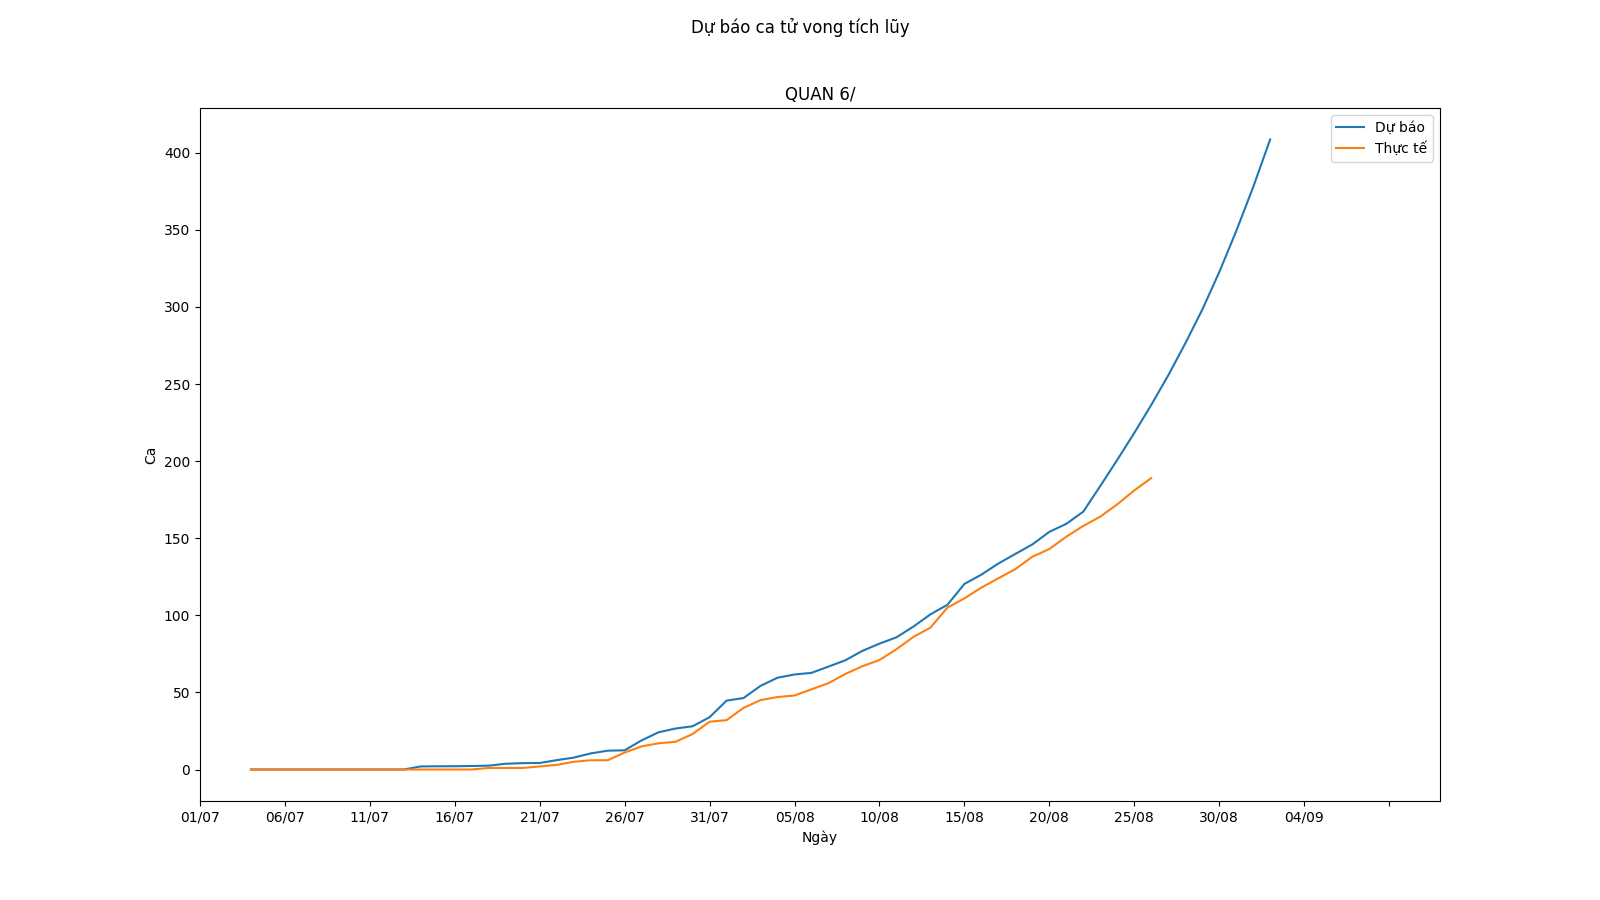 Dự báo ca tử vong tích lũy
QUAN 6/
Dự báo
Thực tế
400
350
300
250
200
150
100
50
0
Ca
01/07 06/07 11/07 16/07 21/07 26/07 31/07 05/08 10/08 15/08 20/08 25/08 30/08 04/09
Ngày